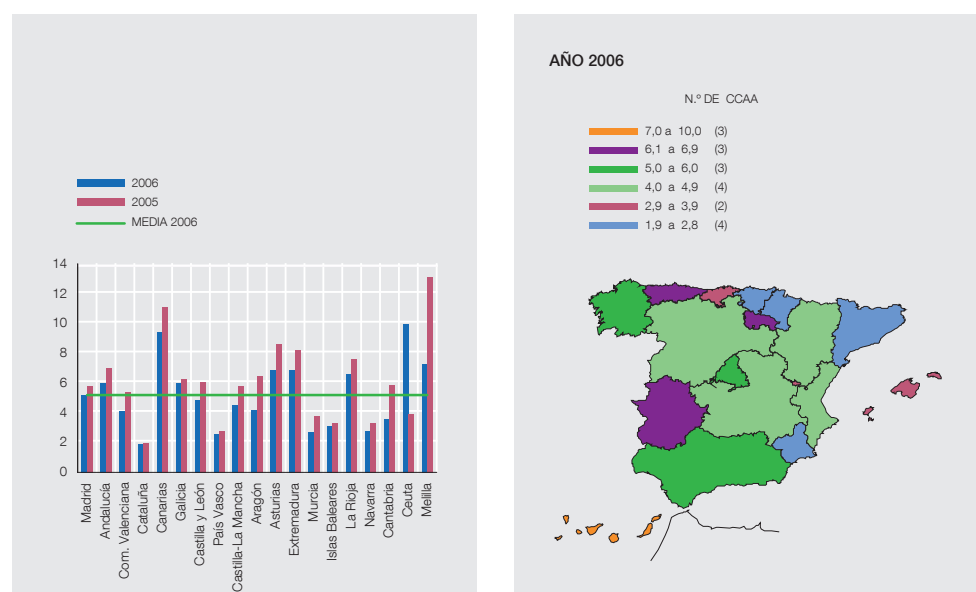 2006
2005
MEDIA 2006
14
12
10
8
6
4
2
0
Madrid
Andalucía
Com. Valenciana
Cataluña
Canarias
Galicia
Castilla y León
País Vasco
Castilla-La Mancha
Aragón
Asturias
Extremadura
Murcia
Islas Baleares
La Rioja
Navarra
Cantabria
Ceuta
Melilla
AÑO 2006
N.º DE CCAA
7,0 a 10,0 (3)
6,1 a 6,9 (3)
5,0 a 6,0 (3)
4,0 a 4,9 (4)
2,9 a 3,9 (2)
1,9 a 2,8 (4)